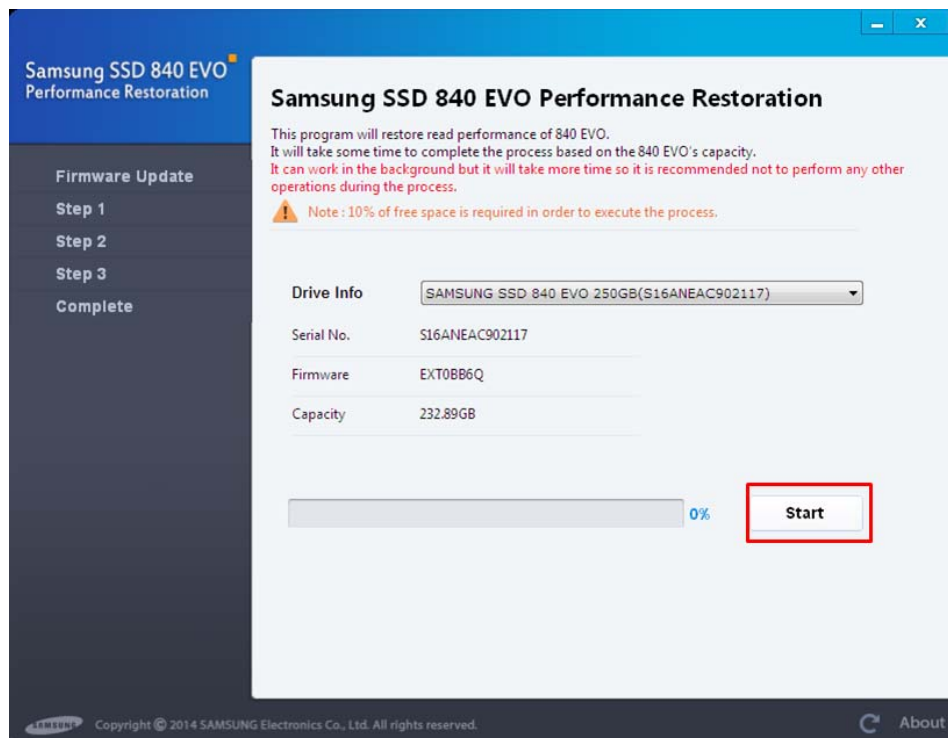 Samsung SSD 840 EVO
Performance Restoration
Firmware Update
Step 1
Step 2
Step 3
Complete
Samsung SSD 840 EVO Performance Restoration
This program will restore read performance of 840 EVO.
It will take some time to complete the process based on the 840 EVO's capacity.
It can work in the background but it will take more time so it is recommended not to perform any other
operations during the process.
Note : 10% of free space is required in order to execute the process.
Drive Info SAMSUNG SSD 840 EVO 250GB(S16ANEAC902117)
Serial No. S16ANEAC902117
Firmware EXT0BB6Q
Capacity 232.89GB
0% Start
SAMSUNG Copyright © 2014 SAMSUNG Electronics Co., Ltd. All rights reserved. About